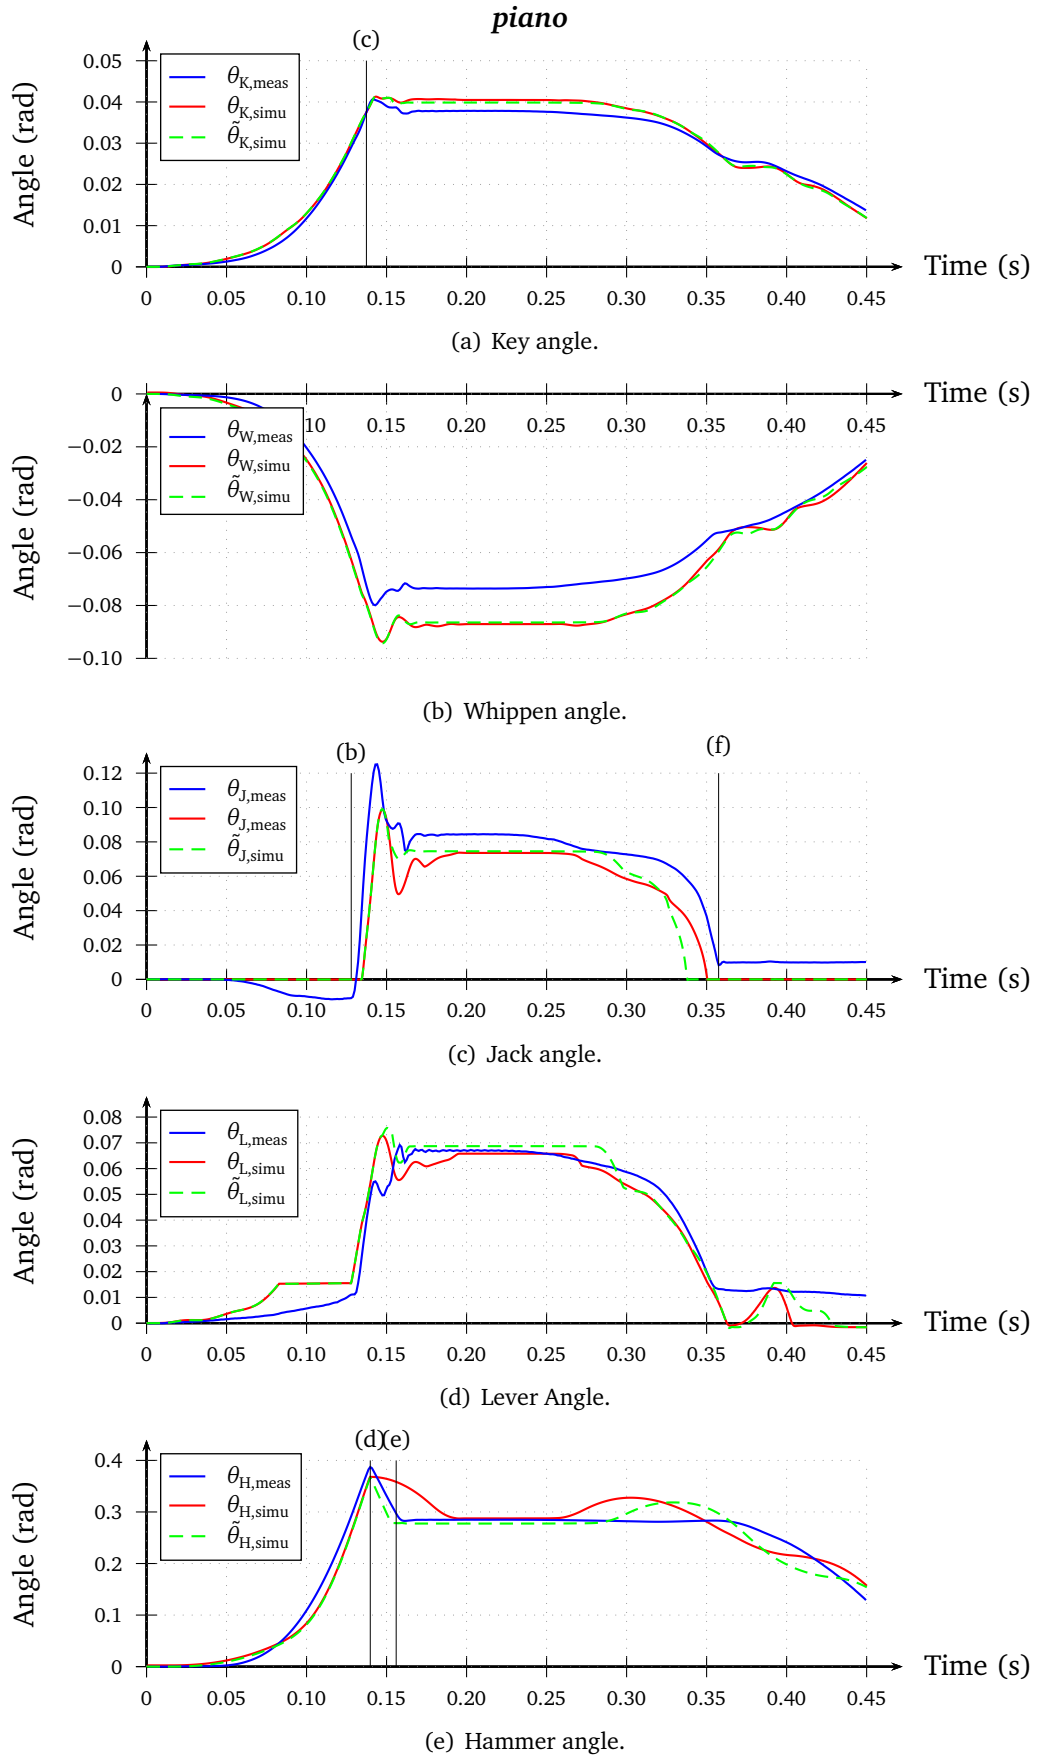 piano
(c)
0.05
0.04
0.03
0.02
0.01
0
Angle (rad)
θK,meas
θK,simu
θ̃K,simu
Time (s)
0 0.05 0.10 0.15 0.20 0.25 0.30 0.35 0.40 0.45
(a) Key angle.
0
−0.02
−0.04
−0.06
−0.08
−0.10
Angle (rad)
Time (s)
10 0.15 0.20 0.25 0.30 0.35 0.40 0.45
θW,meas
θW,simu
θ̃W,simu
(b) Whippen angle.
(b) (f)
0.12
0.10
0.08
0.06
0.04
0.02
0
Angle (rad)
θJ,meas
θJ,meas
θ̃J,simu
Time (s)
0 0.05 0.10 0.15 0.20 0.25 0.30 0.35 0.40 0.45
(c) Jack angle.
0.08
0.07
0.06
0.05
0.04
0.03
0.02
0.01
0
Angle (rad)
θL,meas
θL,simu
θ̃L,simu
Time (s)
0 0.05 0.10 0.15 0.20 0.25 0.30 0.35 0.40 0.45
(d) Lever Angle.
(d)(e)
0.4
0.3
0.2
0.1
0
Angle (rad)
θH,meas
θH,simu
θ̃H,simu
Time (s)
0 0.05 0.10 0.15 0.20 0.25 0.30 0.35 0.40 0.45
(e) Hammer angle.